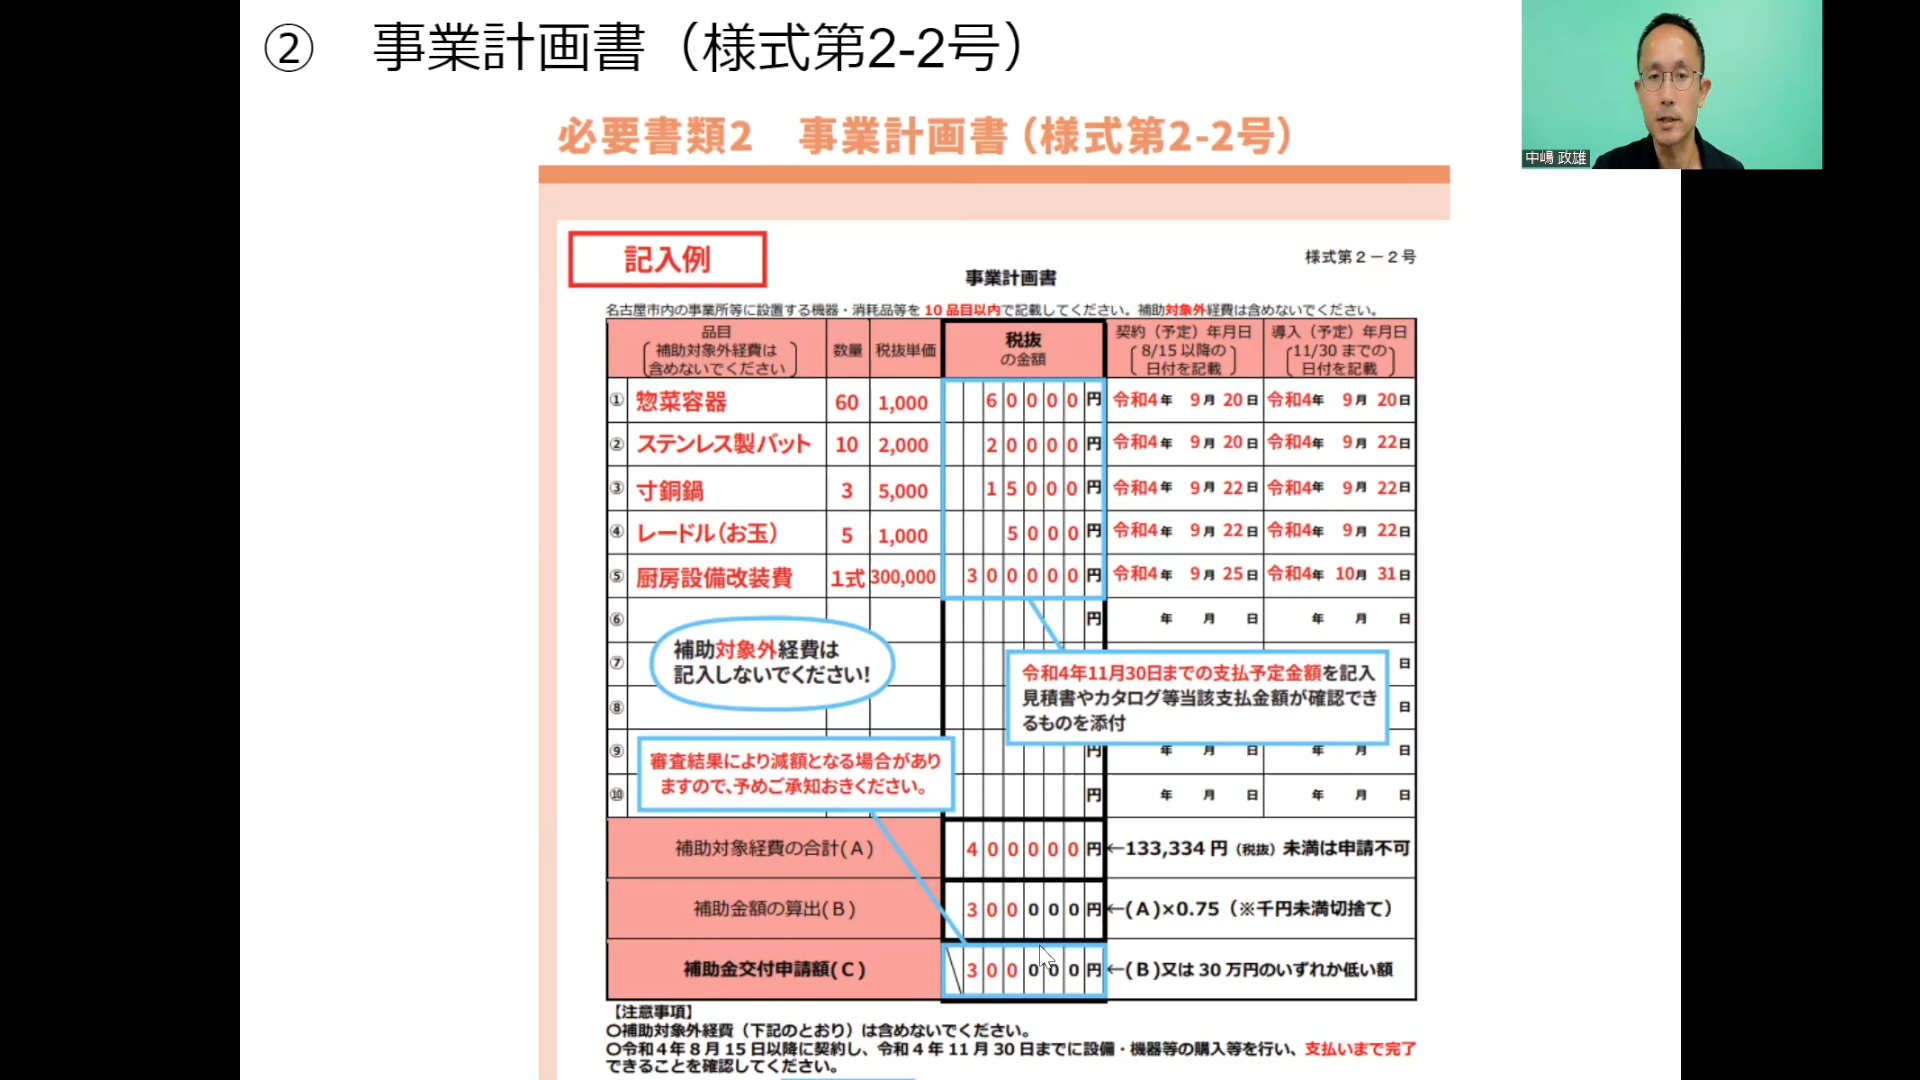 ② 事業計画書（様式第2-2号）
中嶋 政雄
必要書類2 事業計画書（様式第2-2号）
記入例
様式第２－２号
事業計画書
名古屋市内の事業所等に設置する機器・消耗品等を 10 品目以内で記載してください。補助対象外経費は含めないでください。
品目 補助対象外経費は 含めないでください 数量 税抜単価 税抜 の金額 契約（予定）年月日 8/15 以降の 日付を記載 導入（予定）年月日 11/30 までの 日付を記載
① 惣菜容器 60 1,000 60000円 令和4年 9月 20日 令和4年 9月 20日
② ステンレス製バット 10 2,000 20000円 令和4年 9月 20日 令和4年 9月 22日
③ 寸銅鍋 3 5,000 15000円 令和4年 9月 22日 令和4年 9月 22日
④ レードル（お玉） 5 1,000 5000円 令和4年 9月 22日 令和4年 9月 22日
⑤ 厨房設備改装費 1式 300,000 300000円 令和4年 9月 25日 令和4年 10月 31日
⑥ 円 年 月 日 年 月 日
補助対象外経費は
記入しないでください！
⑦ 日
令和4年11月30日までの支払予定金額を記入
見積書やカタログ等当該支払金額が確認でき
るものを添付
⑧ 日
⑨ 円 年 月 日 年 月 日
審査結果により減額となる場合があり
ますので、予めご承知おきください。
⑩ 円 年 月 日 年 月 日
補助対象経費の合計(A) 400000円 ←133,334 円（税抜）未満は申請不可
補助金額の算出(B) 300000円 ←(A)×0.75（※千円未満切捨て）
補助金交付申請額(C) 300000円 ←(B)又は 30 万円のいずれか低い額
【注意事項】
〇補助対象外経費（下記のとおり）は含めないでください。
〇令和４年８月 15 日以降に契約し、令和４年 11 月 30 日までに設備・機器等の購入等を行い、支払いまで完了
できることを確認してください。